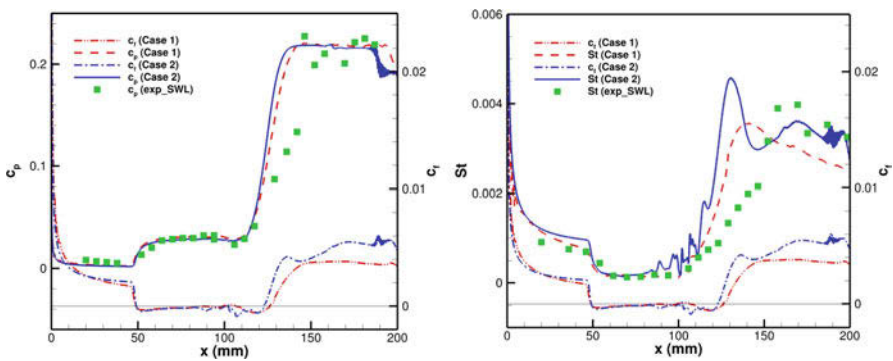 c_f (Case 1)
c_p (Case 1)
c_f (Case 2)
c_p (Case 2)
c_p (exp_SWL)
0.2
0.1
0
c_p
0.02
0.01
0
c_f
0
50
100
150
200
x (mm)
c_f (Case 1)
St (Case 1)
c_f (Case 2)
St (Case 2)
St (exp_SWL)
0.006
0.004
0.002
0
St
0.02
0.01
0
c_f
0
50
100
150
200
x (mm)